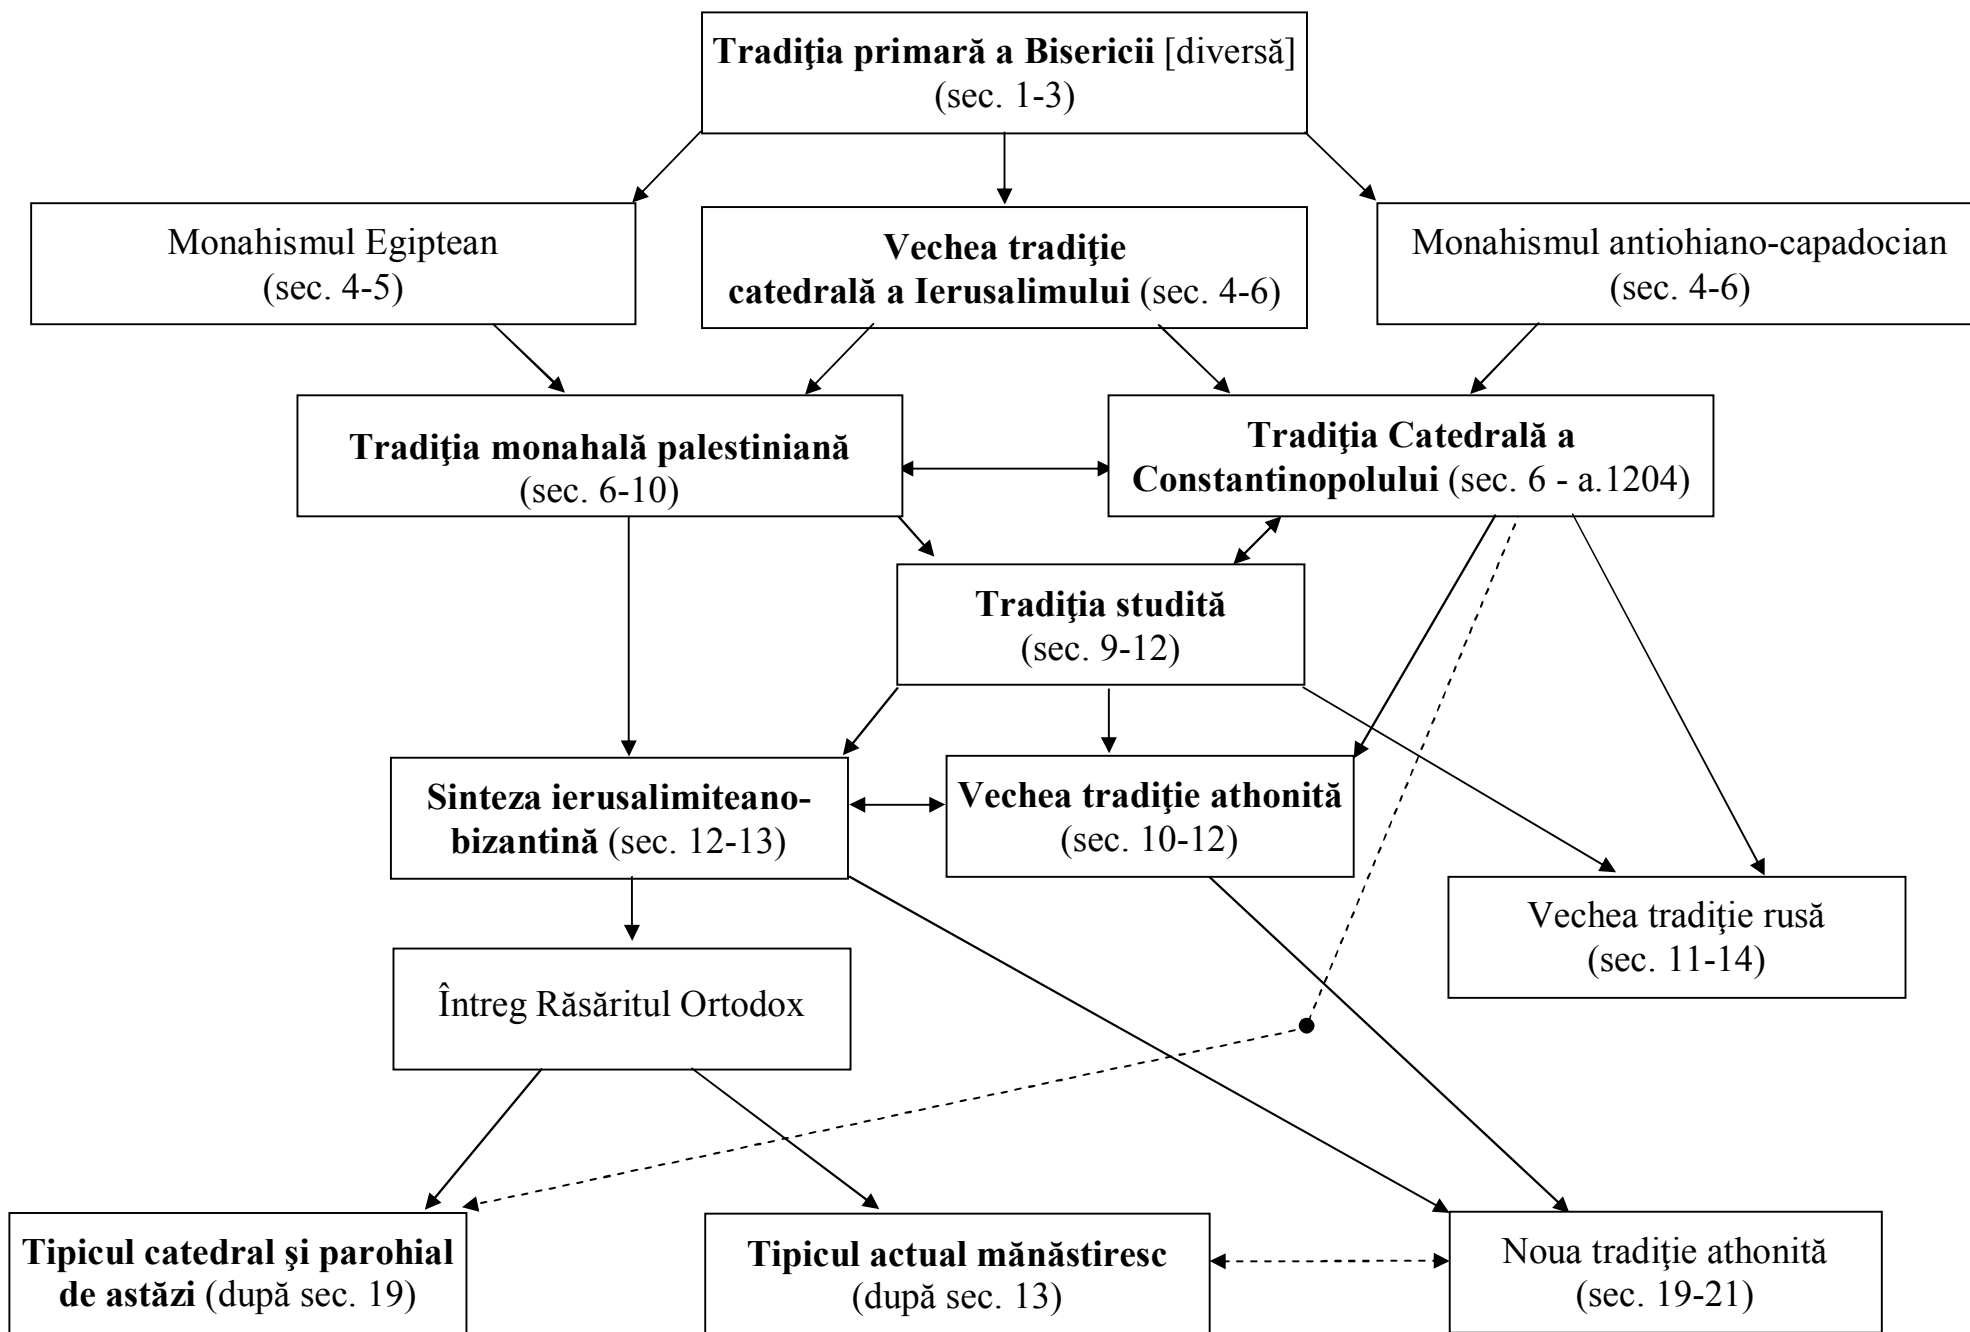 Tradiţia primară a Bisericii [diversă]
(sec. 1-3)
Monahismul Egiptean
(sec. 4-5)
Vechea tradiţie
catedrală a Ierusalimului (sec. 4-6)
Monahismul antiohiano-capadocian
(sec. 4-6)
Tradiţia monahală palestiniană
(sec. 6-10)
Tradiţia Catedrală a
Constantinopolului (sec. 6 - a.1204)
Tradiţia studită
(sec. 9-12)
Sinteza ierusalimiteano-
bizantină (sec. 12-13)
Vechea tradiţie athonită
(sec. 10-12)
Vechea tradiţie rusă
(sec. 11-14)
Întreg Răsăritul Ortodox
Tipicul catedral şi parohial
de astăzi (după sec. 19)
Tipicul actual mănăstiresc
(după sec. 13)
Noua tradiţie athonită
(sec. 19-21)